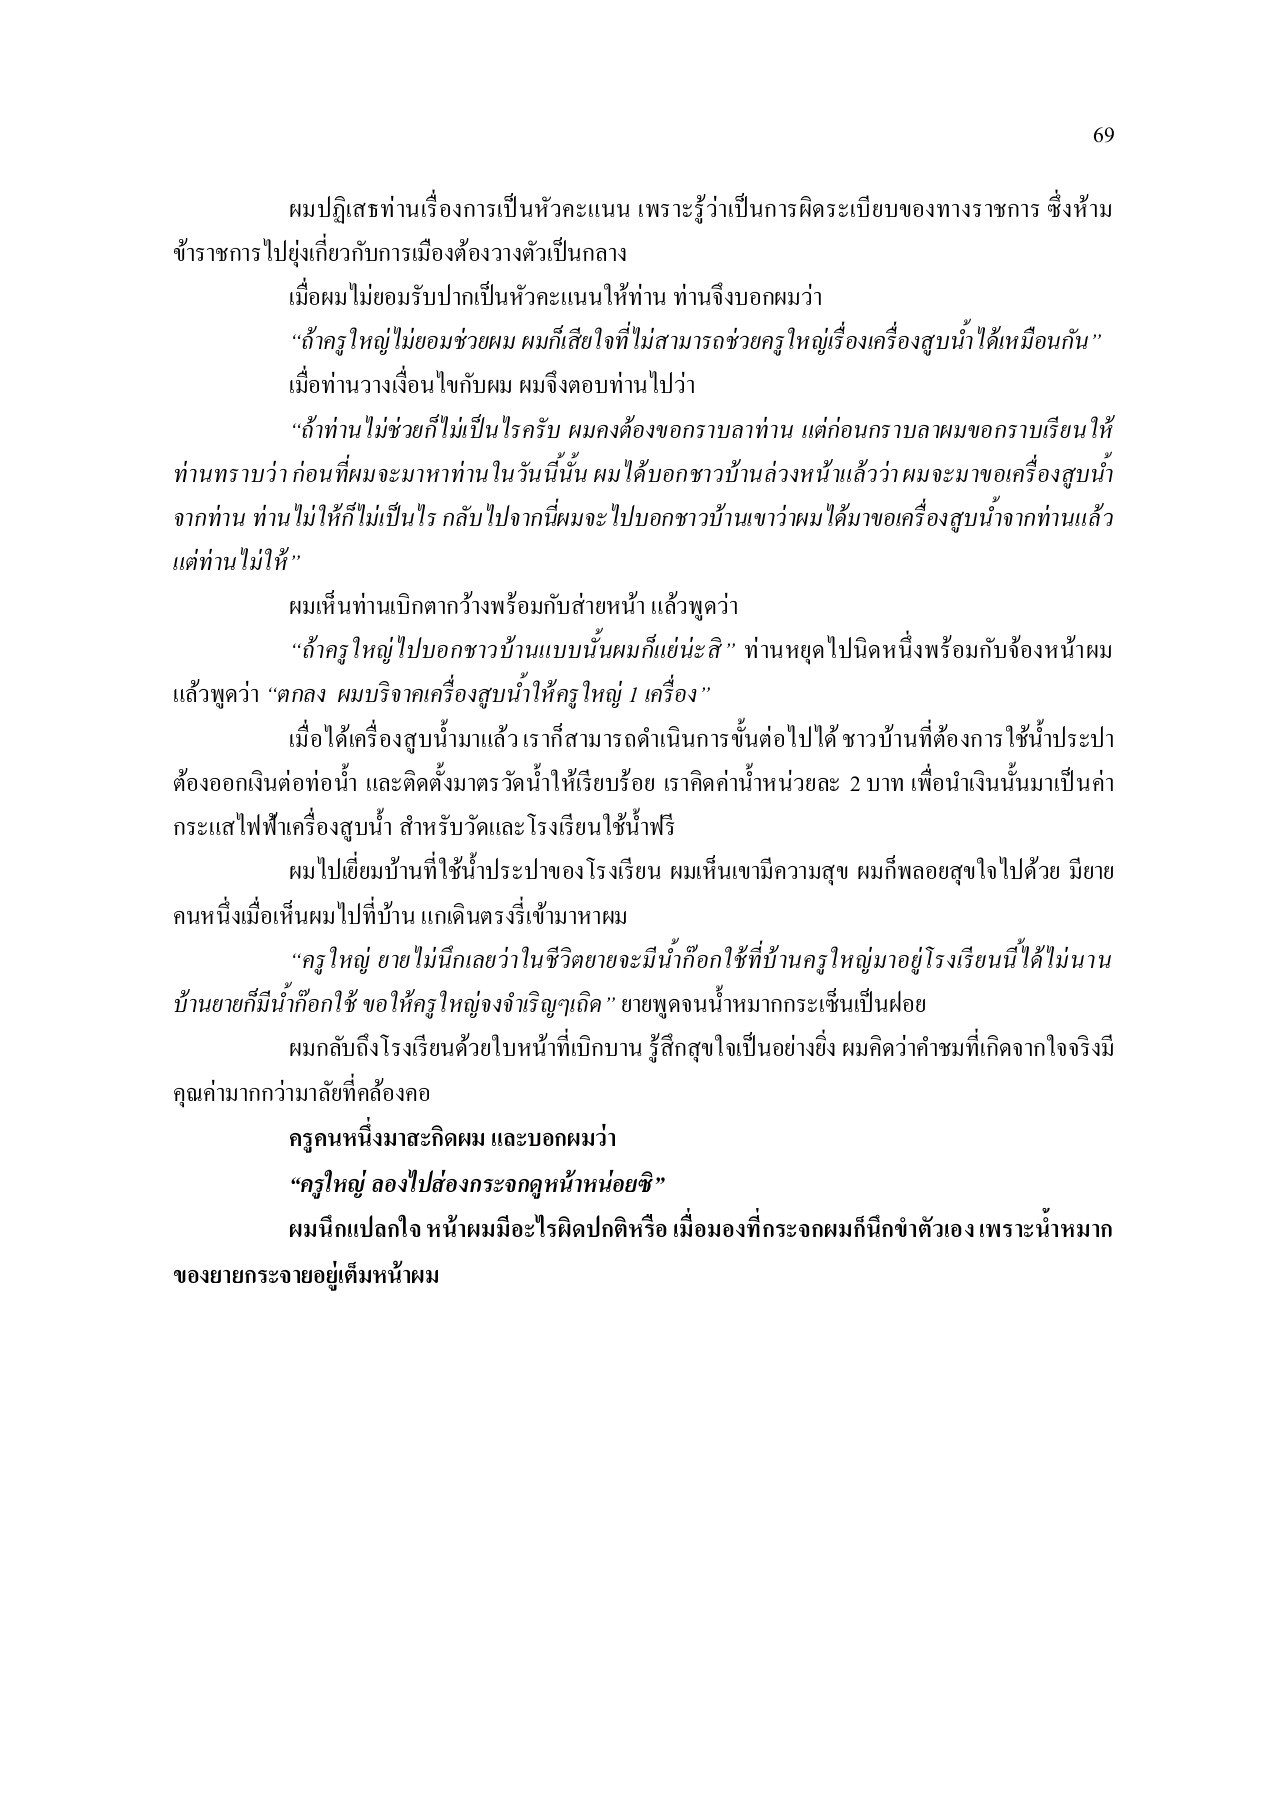 69
ผมปฏิเสธท่านเรื่องการเป็นหัวคะแนน เพราะรู้ว่าเป็นการผิดระเบียบของทางราชการ ซึ่งห้าม
ข้าราชการไปยุ่งเกี่ยวกับการเมืองต้องวางตัวเป็นกลาง
เมื่อผมไม่ยอมรับปากเป็นหัวคะแนนให้ท่าน ท่านจึงบอกผมว่า
“ถ้าครูใหญ่ไม่ยอมช่วยผม ผมก็เสียใจที่ไม่สามารถช่วยครูใหญ่เรื่องเครื่องสูบน้ำได้เหมือนกัน”
เมื่อท่านวางเงื่อนไขกับผม ผมจึงตอบท่านไปว่า
“ถ้าท่านไม่ช่วยก็ไม่เป็นไรครับ ผมคงต้องขอกราบลาท่าน แต่ก่อนกราบลาผมขอกราบเรียนให้
ท่านทราบว่า ก่อนที่ผมจะมาหาท่านในวันนี้นั้น ผมได้บอกชาวบ้านล่วงหน้าแล้วว่า ผมจะมาขอเครื่องสูบน้ำ
จากท่าน ท่านไม่ให้ก็ไม่เป็นไร กลับไปจากนี่ผมจะไปบอกชาวบ้านเขาว่าผมได้มาขอเครื่องสูบน้ำจากท่านแล้ว
แต่ท่านไม่ให้”
ผมเห็นท่านเบิกตากว้างพร้อมกับส่ายหน้า แล้วพูดว่า
“ถ้าครูใหญ่ไปบอกชาวบ้านแบบนั้นผมก็แย่น่ะสิ” ท่านหยุดไปนิดหนึ่งพร้อมกับจ้องหน้าผม
แล้วพูดว่า “ตกลง ผมบริจาคเครื่องสูบน้ำให้ครูใหญ่ 1 เครื่อง”
เมื่อได้เครื่องสูบน้ำมาแล้ว เราก็สามารถดำเนินการขั้นต่อไปได้ ชาวบ้านที่ต้องการใช้น้ำประปา
ต้องออกเงินต่อท่อน้ำ และติดตั้งมาตรวัดน้ำให้เรียบร้อย เราคิดค่าน้ำหน่วยละ 2 บาท เพื่อนำเงินนั้นมาเป็นค่า
กระแสไฟฟ้าเครื่องสูบน้ำ สำหรับวัดและโรงเรียนใช้น้ำฟรี
ผมไปเยี่ยมบ้านที่ใช้น้ำประปาของโรงเรียน ผมเห็นเขามีความสุข ผมก็พลอยสุขใจไปด้วย มียาย
คนหนึ่งเมื่อเห็นผมไปที่บ้าน แกเดินตรงรี่เข้ามาหาผม
“ครูใหญ่ ยายไม่นึกเลยว่าในชีวิตยายจะมีน้ำก๊อกใช้ที่บ้านครูใหญ่มาอยู่โรงเรียนนี้ได้ไม่นาน
บ้านยายก็มีน้ำก๊อกใช้ ขอให้ครูใหญ่จงจำเริญๆเถิด” ยายพูดจนน้ำหมากกระเซ็นเป็นฝอย
ผมกลับถึงโรงเรียนด้วยใบหน้าที่เบิกบาน รู้สึกสุขใจเป็นอย่างยิ่ง ผมคิดว่าคำชมที่เกิดจากใจจริงมี
คุณค่ามากกว่ามาลัยที่คล้องคอ
ครูคนหนึ่งมาสะกิดผม และบอกผมว่า
“ครูใหญ่ ลองไปส่องกระจกดูหน้าหน่อยซิ”
ผมนึกแปลกใจ หน้าผมมีอะไรผิดปกติหรือ เมื่อมองที่กระจกผมก็นึกขำตัวเอง เพราะน้ำหมาก
ของยายกระจายอยู่เต็มหน้าผม